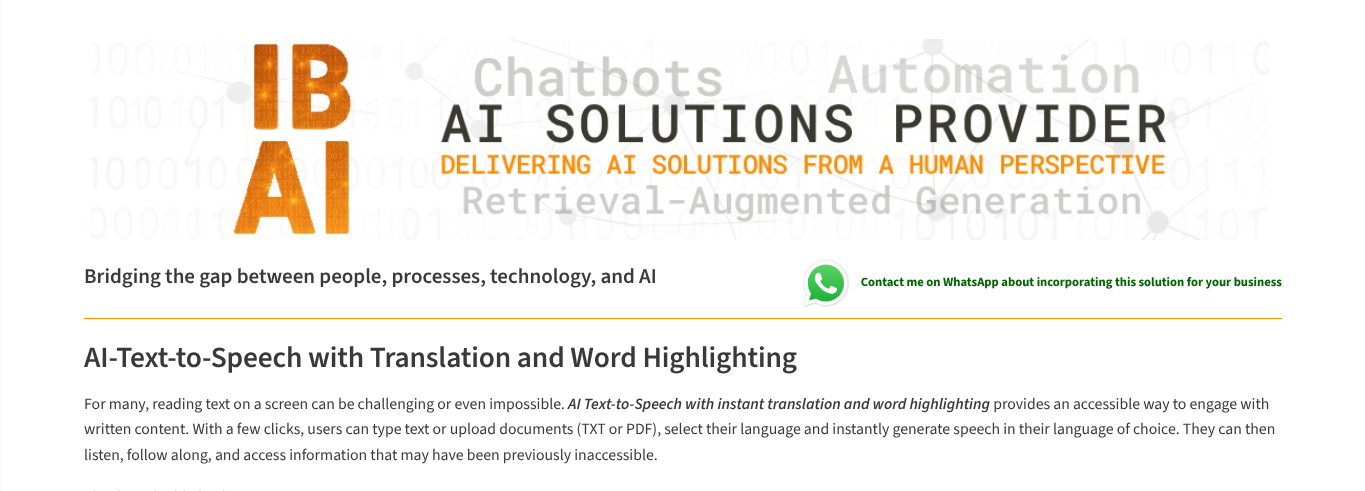 IB
AI
Chatbots Automation
AI SOLUTIONS PROVIDER
DELIVERING AI SOLUTIONS FROM A HUMAN PERSPECTIVE
Retrieval-Augmented Generation
Bridging the gap between people, processes, technology, and AI
Contact me on WhatsApp about incorporating this solution for your business
AI-Text-to-Speech with Translation and Word Highlighting
For many, reading text on a screen can be challenging or even impossible. AI Text-to-Speech with instant translation and word highlighting provides an accessible way to engage with
written content. With a few clicks, users can type text or upload documents (TXT or PDF), select their language and instantly generate speech in their language of choice. They can then
listen, follow along, and access information that may have been previously inaccessible.